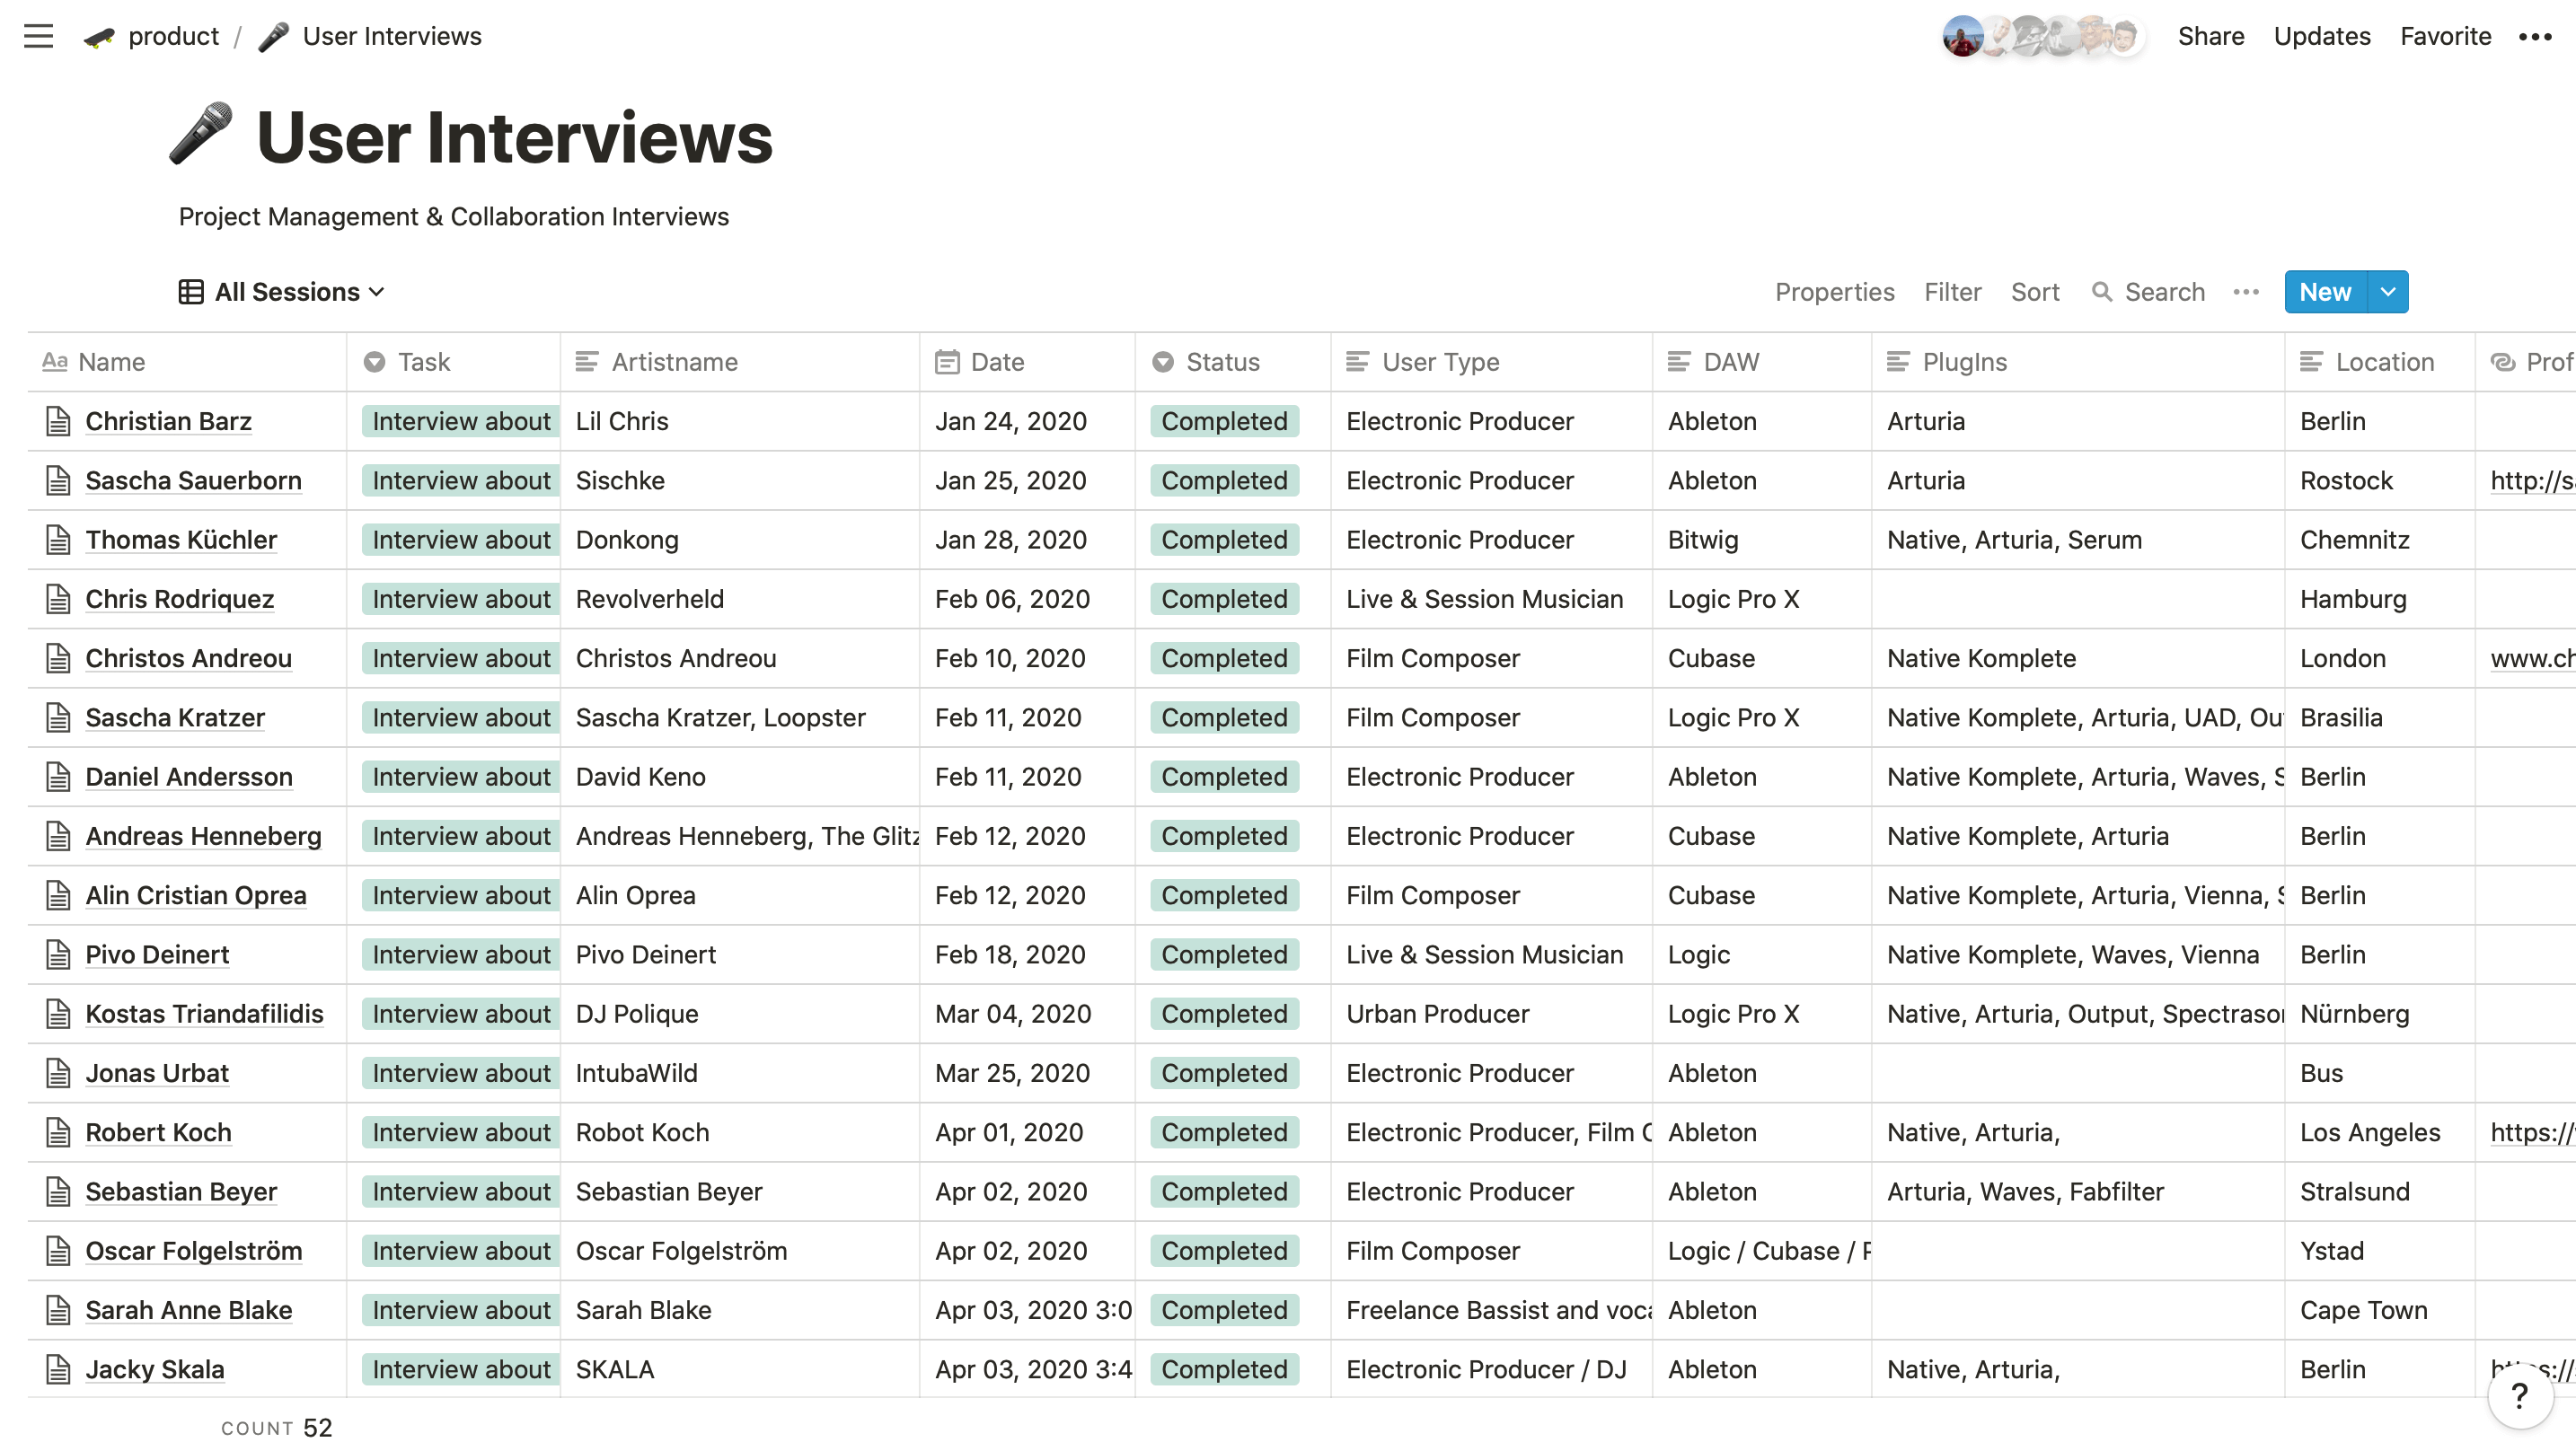 product / User Interviews Share Updates Favorite
User Interviews
Project Management & Collaboration Interviews
All Sessions Properties Filter Sort Search New
Aa Name Task Artistname Date Status User Type DAW PlugIns Location Prof
Christian Barz Interview about Lil Chris Jan 24, 2020 Completed Electronic Producer Ableton Arturia Berlin
Sascha Sauerborn Interview about Sischke Jan 25, 2020 Completed Electronic Producer Ableton Arturia Rostock http://s
Thomas Küchler Interview about Donkong Jan 28, 2020 Completed Electronic Producer Bitwig Native, Arturia, Serum Chemnitz
Chris Rodriquez Interview about Revolverheld Feb 06, 2020 Completed Live & Session Musician Logic Pro X Hamburg
Christos Andreou Interview about Christos Andreou Feb 10, 2020 Completed Film Composer Cubase Native Komplete London www.ch
Sascha Kratzer Interview about Sascha Kratzer, Loopster Feb 11, 2020 Completed Film Composer Logic Pro X Native Komplete, Arturia, UAD, Ou Brasilia
Daniel Andersson Interview about David Keno Feb 11, 2020 Completed Electronic Producer Ableton Native Komplete, Arturia, Waves, S Berlin
Andreas Henneberg Interview about Andreas Henneberg, The Glitz Feb 12, 2020 Completed Electronic Producer Cubase Native Komplete, Arturia Berlin
Alin Cristian Oprea Interview about Alin Oprea Feb 12, 2020 Completed Film Composer Cubase Native Komplete, Arturia, Vienna, S Berlin
Pivo Deinert Interview about Pivo Deinert Feb 18, 2020 Completed Live & Session Musician Logic Native Komplete, Waves, Vienna Berlin
Kostas Triandafilidis Interview about DJ Polique Mar 04, 2020 Completed Urban Producer Logic Pro X Native, Arturia, Output, Spectraso Nürnberg
Jonas Urbat Interview about IntubaWild Mar 25, 2020 Completed Electronic Producer Ableton Bus
Robert Koch Interview about Robot Koch Apr 01, 2020 Completed Electronic Producer, Film C Ableton Native, Arturia, Los Angeles https://
Sebastian Beyer Interview about Sebastian Beyer Apr 02, 2020 Completed Electronic Producer Ableton Arturia, Waves, Fabfilter Stralsund
Oscar Folgelström Interview about Oscar Folgelström Apr 02, 2020 Completed Film Composer Logic / Cubase / Ystad
Sarah Anne Blake Interview about Sarah Blake Apr 03, 2020 3:0 Completed Freelance Bassist and voca Ableton Cape Town
Jacky Skala Interview about SKALA Apr 03, 2020 3:4 Completed Electronic Producer / DJ Ableton Native, Arturia, Berlin
COUNT 52 ?